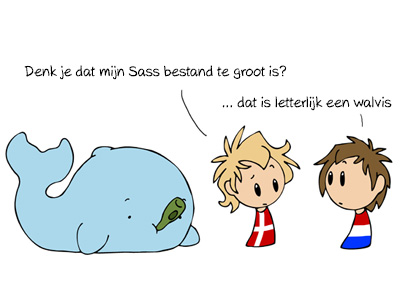 Denk je dat mijn Sass bestand te groot is?
... dat is letterlijk een walvis